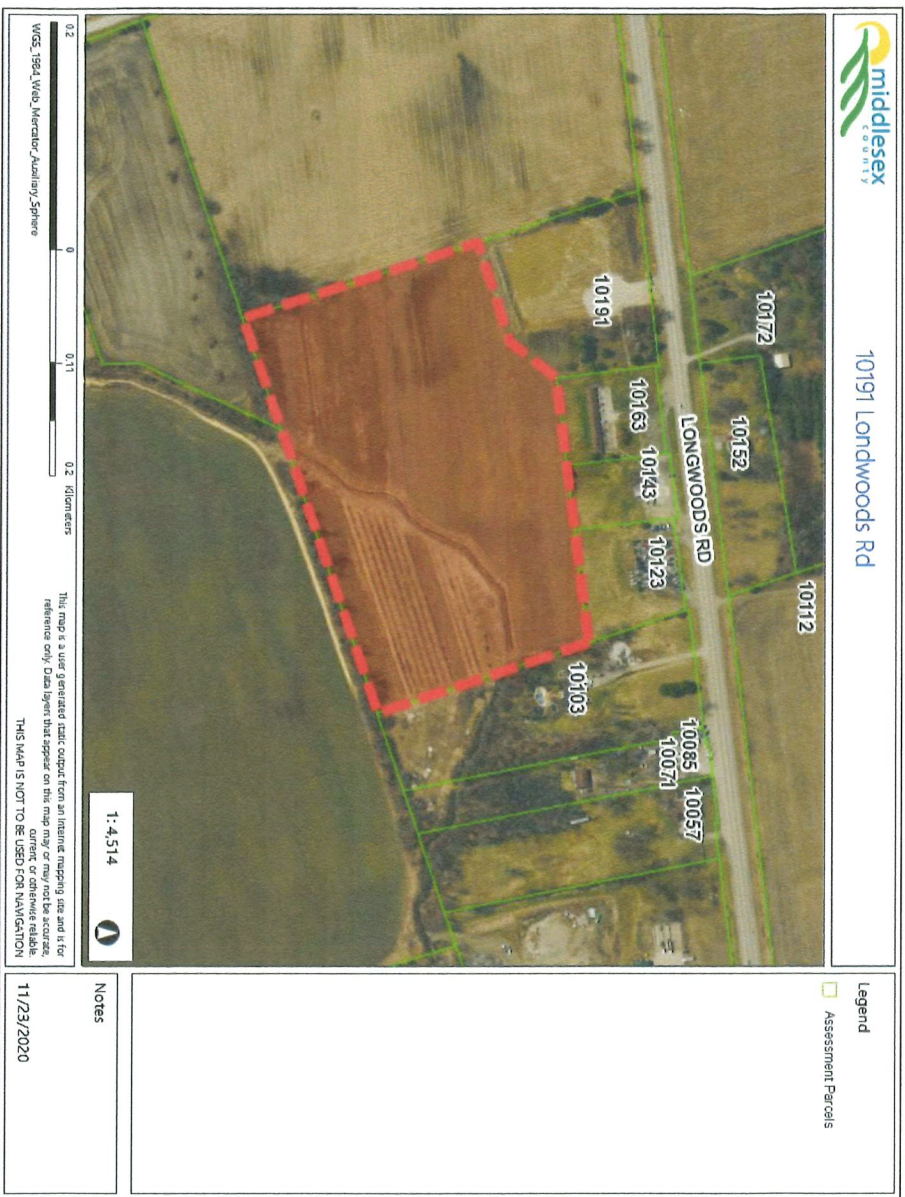 middlesex
county
10191 Londwoods Rd
Legend
Assessment Parcels
10172
10152
10112
LONGWOODS RD
10191
10163
10143
10123
10103
10085
10071
10057
1: 4,514
0.2
0
0.11
0.2 Kilometers
WGS_1984_Web_Mercator_Auxiliary_Sphere
This map is a user generated static output from an Internet mapping site and is for
reference only. Data layers that appear on this map may or may not be accurate,
current, or otherwise reliable.
THIS MAP IS NOT TO BE USED FOR NAVIGATION
Notes
11/23/2020